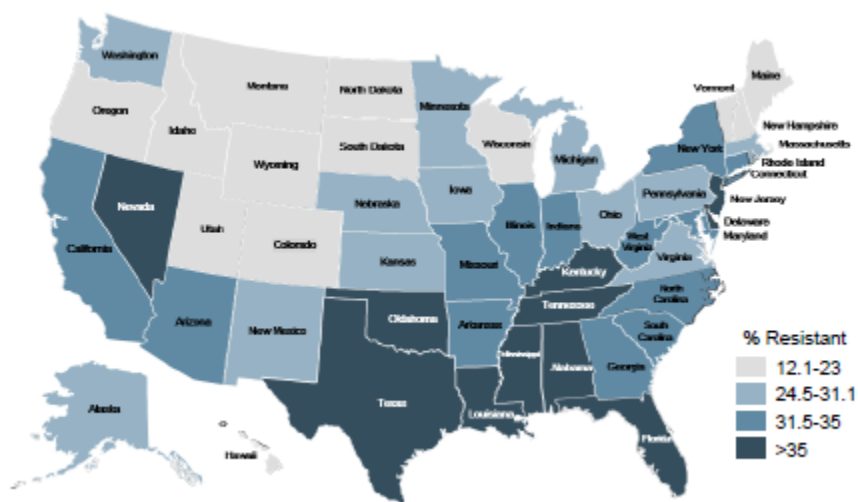 Washington
Montana
North Dakota
Minnesota
Maine
Vermont
Oregon
Idaho
Wisconsin
New Hampshire
South Dakota
Massachusetts
New York
Michigan
Rhode Island
Connecticut
Wyoming
Iowa
Pennsylvania
New Jersey
Nebraska
Nevada
Illinois
Indiana
Ohio
Delaware
Utah
Maryland
Colorado
West
Virginia
California
Kansas
Missouri
Virginia
Kentucky
North
Carolina
Tennessee
Oklahoma
Arizona
New Mexico
Arkansas
South
Carolina
% Resistant
Mississippi
Alabama
Georgia
12.1-23
24.5-31.1
Texas
Alaska
Louisiana
31.5-35
Florida
>35
Hawaii